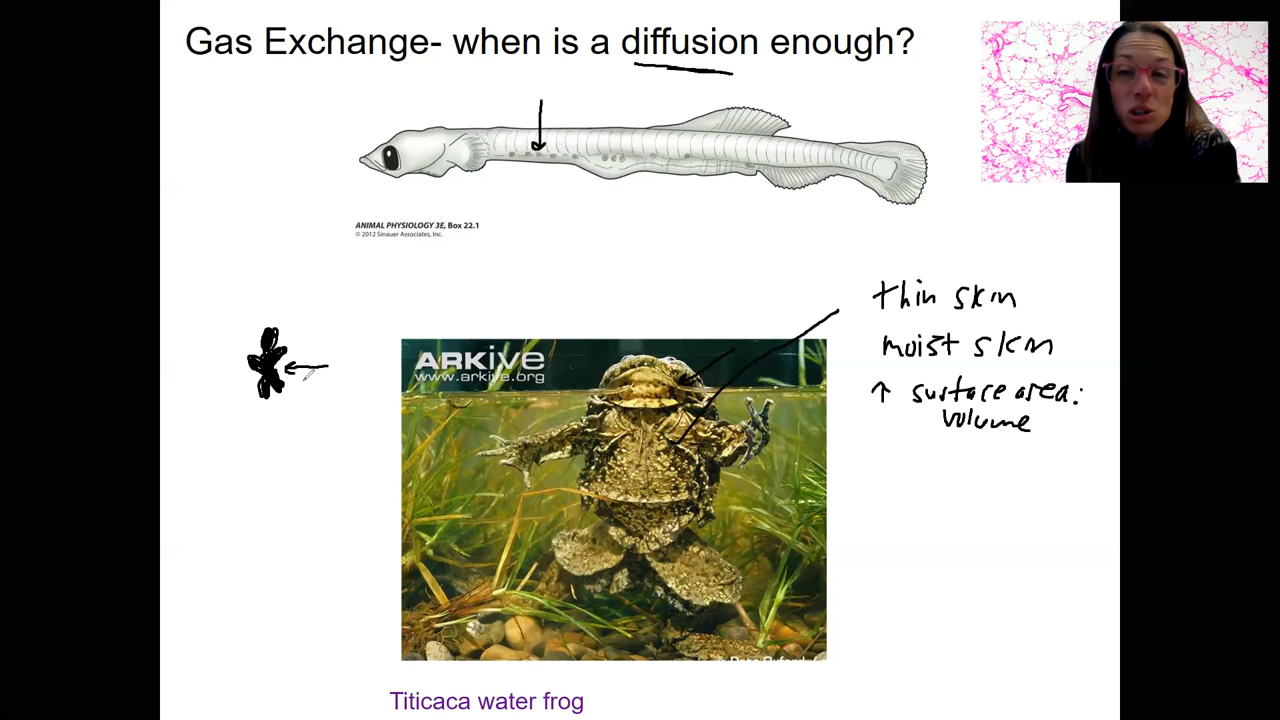 Gas Exchange- when is a diffusion enough?
ANIMAL PHYSIOLOGY 3E, Box 22.1
© 2012 Sinauer Associates, Inc.
thin skin
moist skin
↑ surface area:
volume
ARKive
www.arkive.org
Titicaca water frog